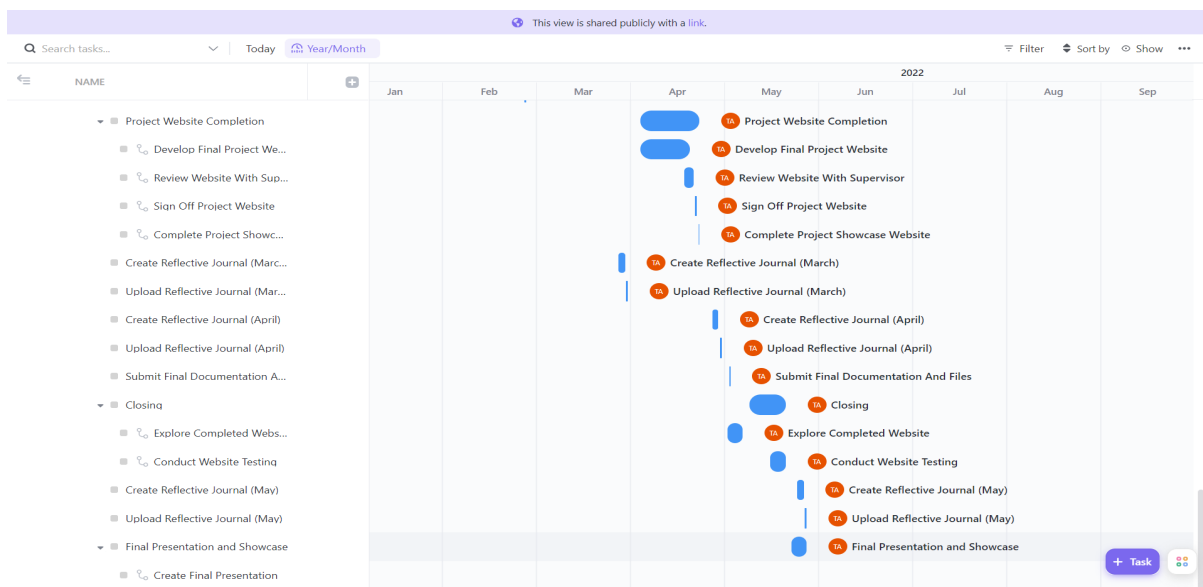 This view is shared publicly with a link.
Search tasks...
Today
Year/Month
Filter
Sort by
Show
NAME
2022
Jan Feb Mar Apr May Jun Jul Aug Sep
Project Website Completion TA Project Website Completion
Develop Final Project We... TA Develop Final Project Website
Review Website With Sup... TA Review Website With Supervisor
Sign Off Project Website TA Sign Off Project Website
Complete Project Showc... TA Complete Project Showcase Website
Create Reflective Journal (Marc... TA Create Reflective Journal (March)
Upload Reflective Journal (Mar... TA Upload Reflective Journal (March)
Create Reflective Journal (April) TA Create Reflective Journal (April)
Upload Reflective Journal (April) TA Upload Reflective Journal (April)
Submit Final Documentation A... TA Submit Final Documentation And Files
Closing TA Closing
Explore Completed Webs... TA Explore Completed Website
Conduct Website Testing TA Conduct Website Testing
Create Reflective Journal (May) TA Create Reflective Journal (May)
Upload Reflective Journal (May) TA Upload Reflective Journal (May)
Final Presentation and Showcase TA Final Presentation and Showcase
+ Task
Create Final Presentation